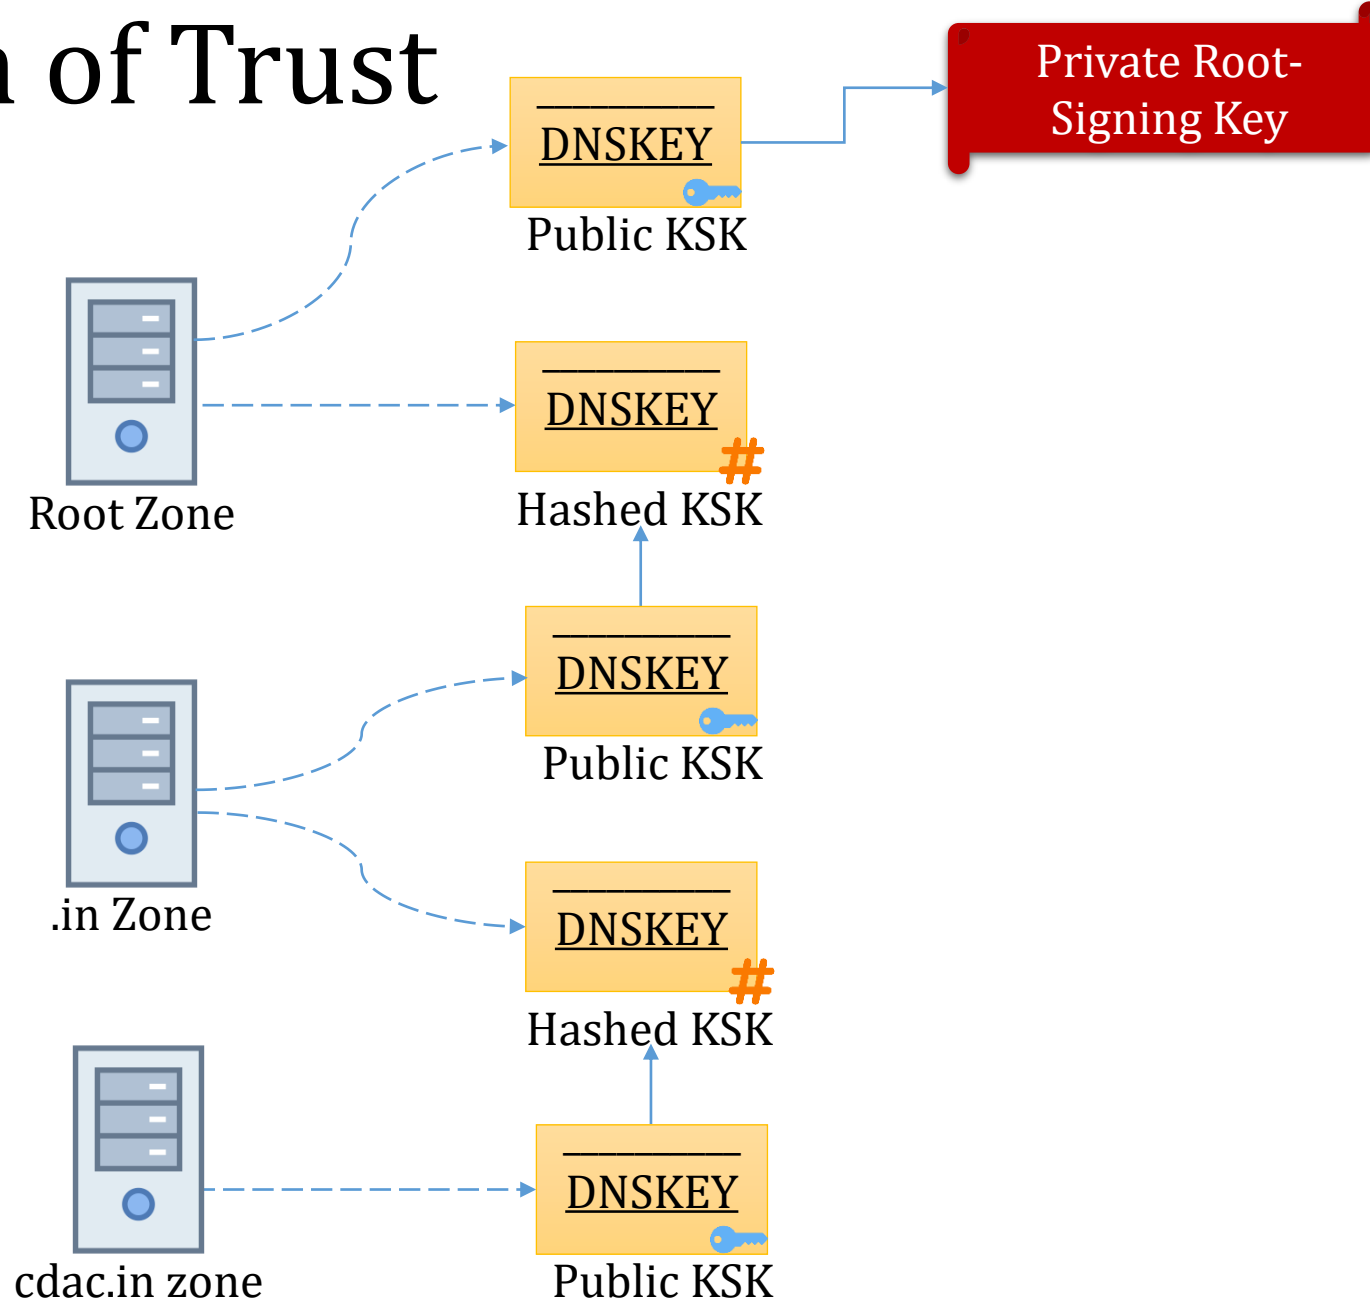 n of Trust
Private Root-
Signing Key
DNSKEY
Public KSK
DNSKEY
#
Hashed KSK
Root Zone
DNSKEY
Public KSK
.in Zone
DNSKEY
#
Hashed KSK
DNSKEY
cdac.in zone
Public KSK